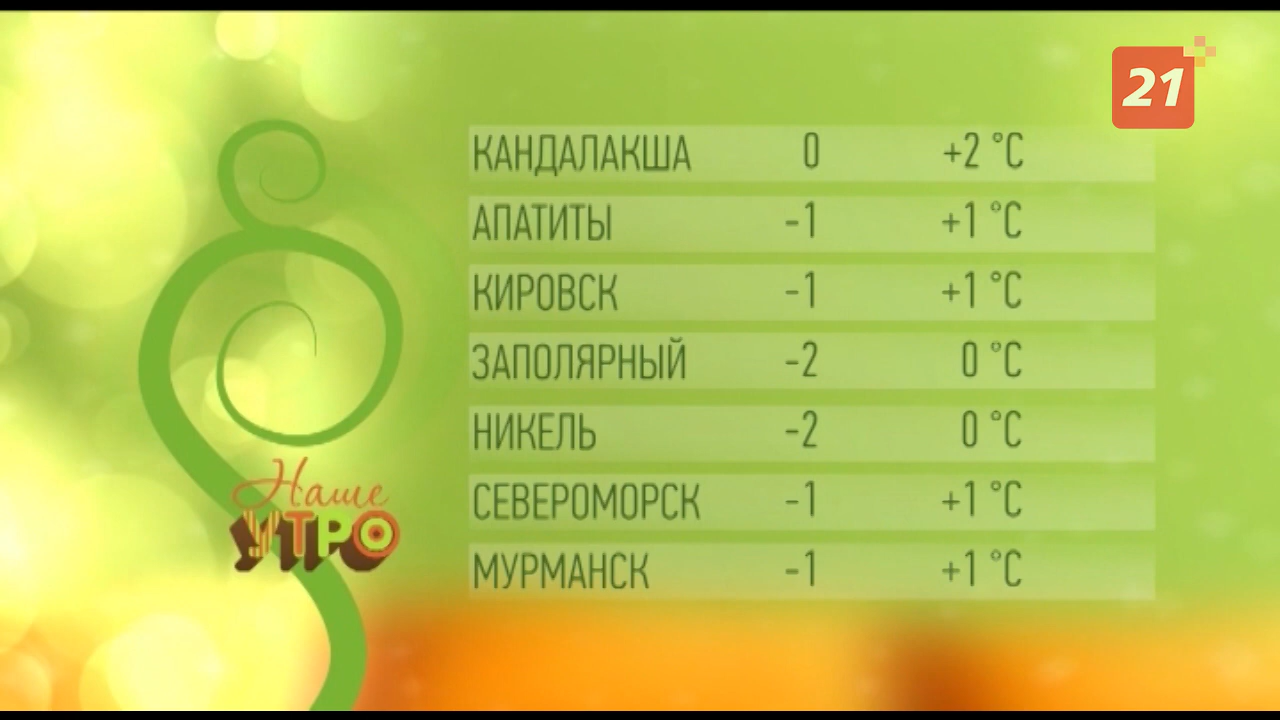 21
КАНДАЛАКША 0 +2 °C
АПАТИТЫ -1 +1 °C
КИРОВСК -1 +1 °C
ЗАПОЛЯРНЫЙ -2 0 °C
НИКЕЛЬ -2 0 °C
СЕВЕРОМОРСК -1 +1 °C
МУРМАНСК -1 +1 °C
Наше
УТРО